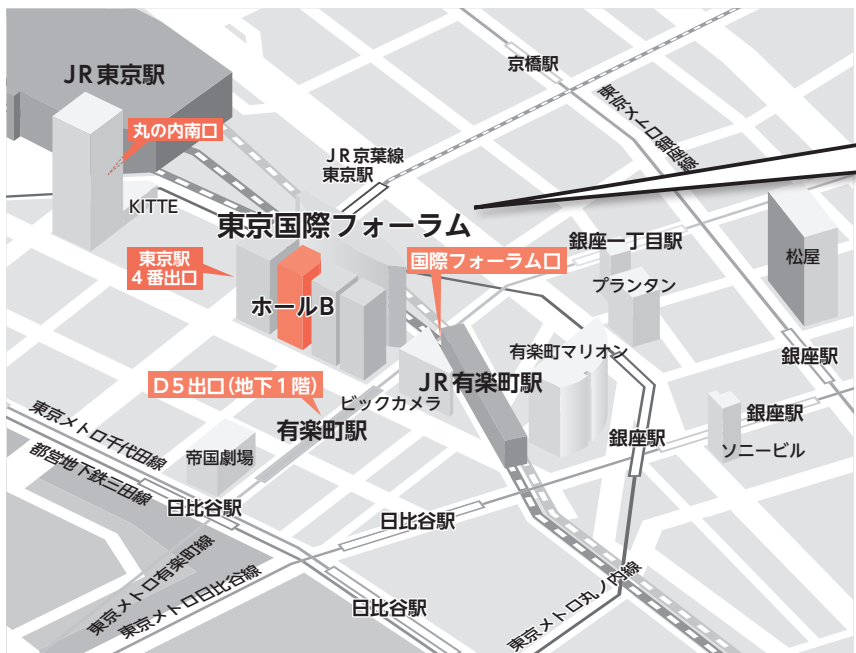 JR東京駅
京橋駅
東京メトロ銀座線
丸の内南口
JR京葉線
東京駅
KITTE
東京国際フォーラム
東京駅
4番出口
ホールB
国際フォーラム口
銀座一丁目駅
プランタン
松屋
有楽町マリオン
銀座駅
JR有楽町駅
D5出口(地下1階)
ビックカメラ
有楽町駅
銀座駅
銀座駅
ソニービル
東京メトロ千代田線
都営地下鉄三田線
帝国劇場
日比谷駅
日比谷駅
東京メトロ有楽町線
東京メトロ日比谷線
日比谷駅
東京メトロ丸ノ内線